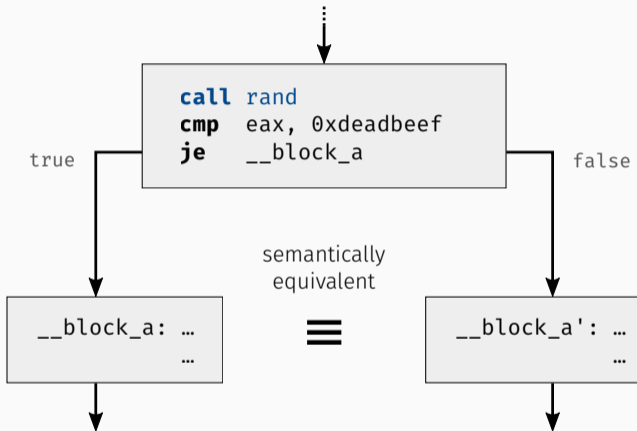 call rand
cmp eax, 0xdeadbeef
je __block_a
true
false
semantically
equivalent
≡
__block_a: …
…
__block_a': …
…